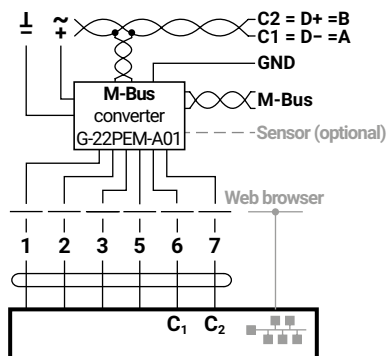 ⊥ ~ C2 = D+ =B
– + C1 = D– =A
GND
M-Bus
converter
G-22PEM-A01
M-Bus
Sensor (optional)
Web browser
1 2 3 5 6 7
C₁ C₂